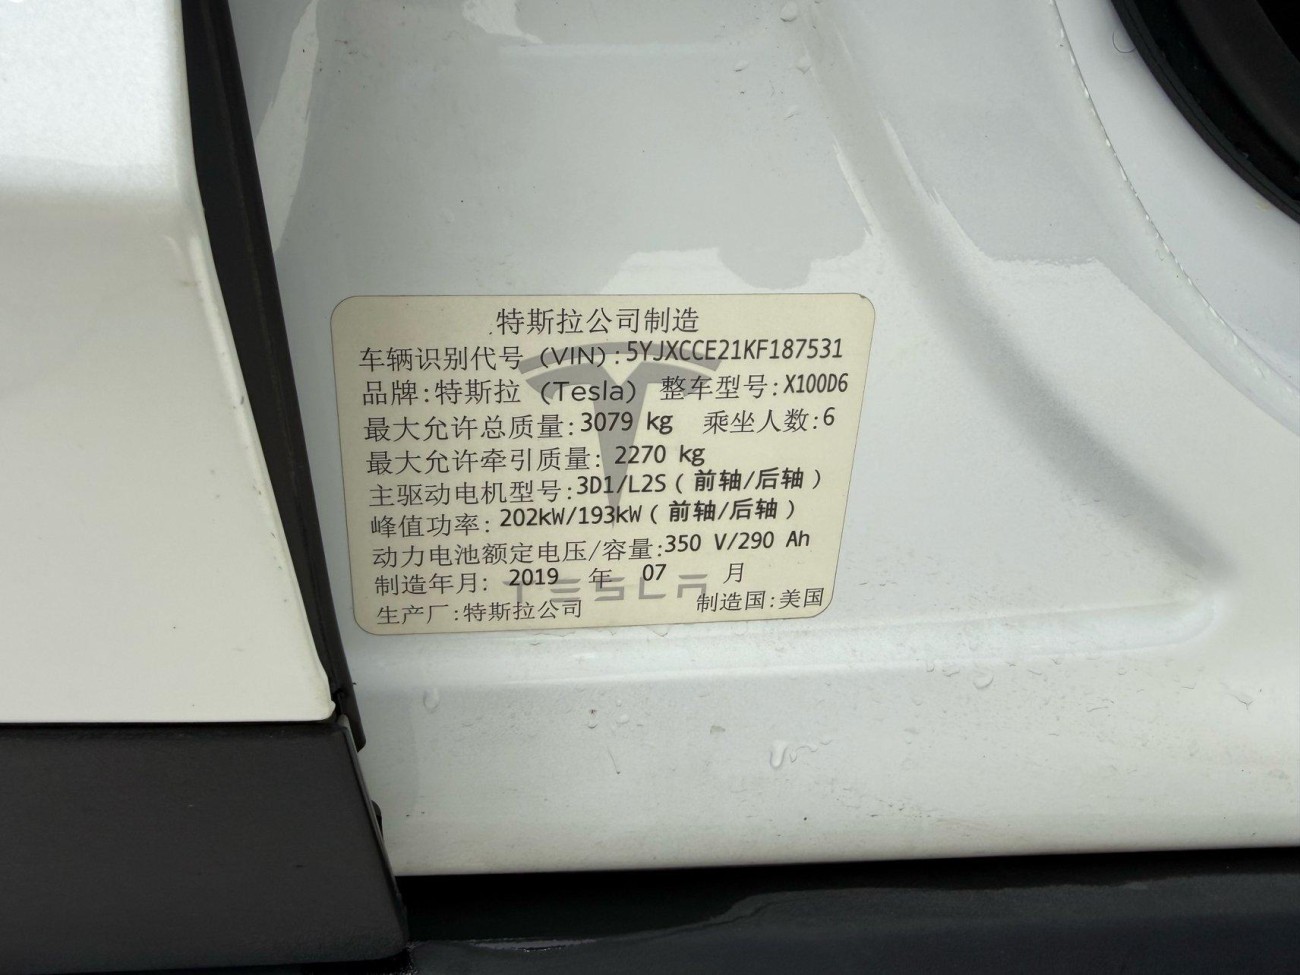 特斯拉公司制造
车辆识别代号 (VIN):5YJXCCE21KF187531
品牌:特斯拉 (Tesla) 整车型号:X100D6
最大允许总质量:3079 kg 乘坐人数:6
最大允许牵引质量: 2270 kg
主驱动电机型号:3D1/L2S ( 前轴/后轴 )
峰值功率: 202kW/193kW ( 前轴/后轴 )
动力电池额定电压/容量:350 V/290 Ah
制造年月: 2019 年 07 月
TESLA
生产厂:特斯拉公司 制造国:美国